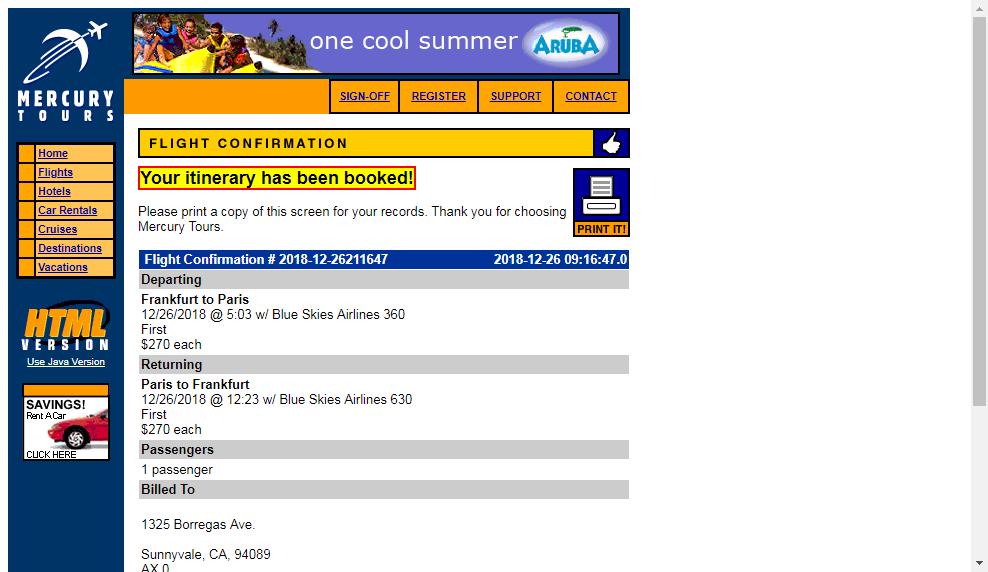 one cool summer
ARUBA
MERCURY
TOURS
SIGN-OFF REGISTER SUPPORT CONTACT
Home
Flights
Hotels
Car Rentals
Cruises
Destinations
Vacations
HTML
VERSION
Use Java Version
SAVINGS!
Rent A Car
CLICK HERE
FLIGHT CONFIRMATION
Your itinerary has been booked!
PRINT IT!
Please print a copy of this screen for your records. Thank you for choosing
Mercury Tours.
Flight Confirmation # 2018-12-26211647 2018-12-26 09:16:47.0
Departing
Frankfurt to Paris
12/26/2018 @ 5:03 w/ Blue Skies Airlines 360
First
$270 each
Returning
Paris to Frankfurt
12/26/2018 @ 12:23 w/ Blue Skies Airlines 630
First
$270 each
Passengers
1 passenger
Billed To
1325 Borregas Ave.
Sunnyvale, CA, 94089
AX 0